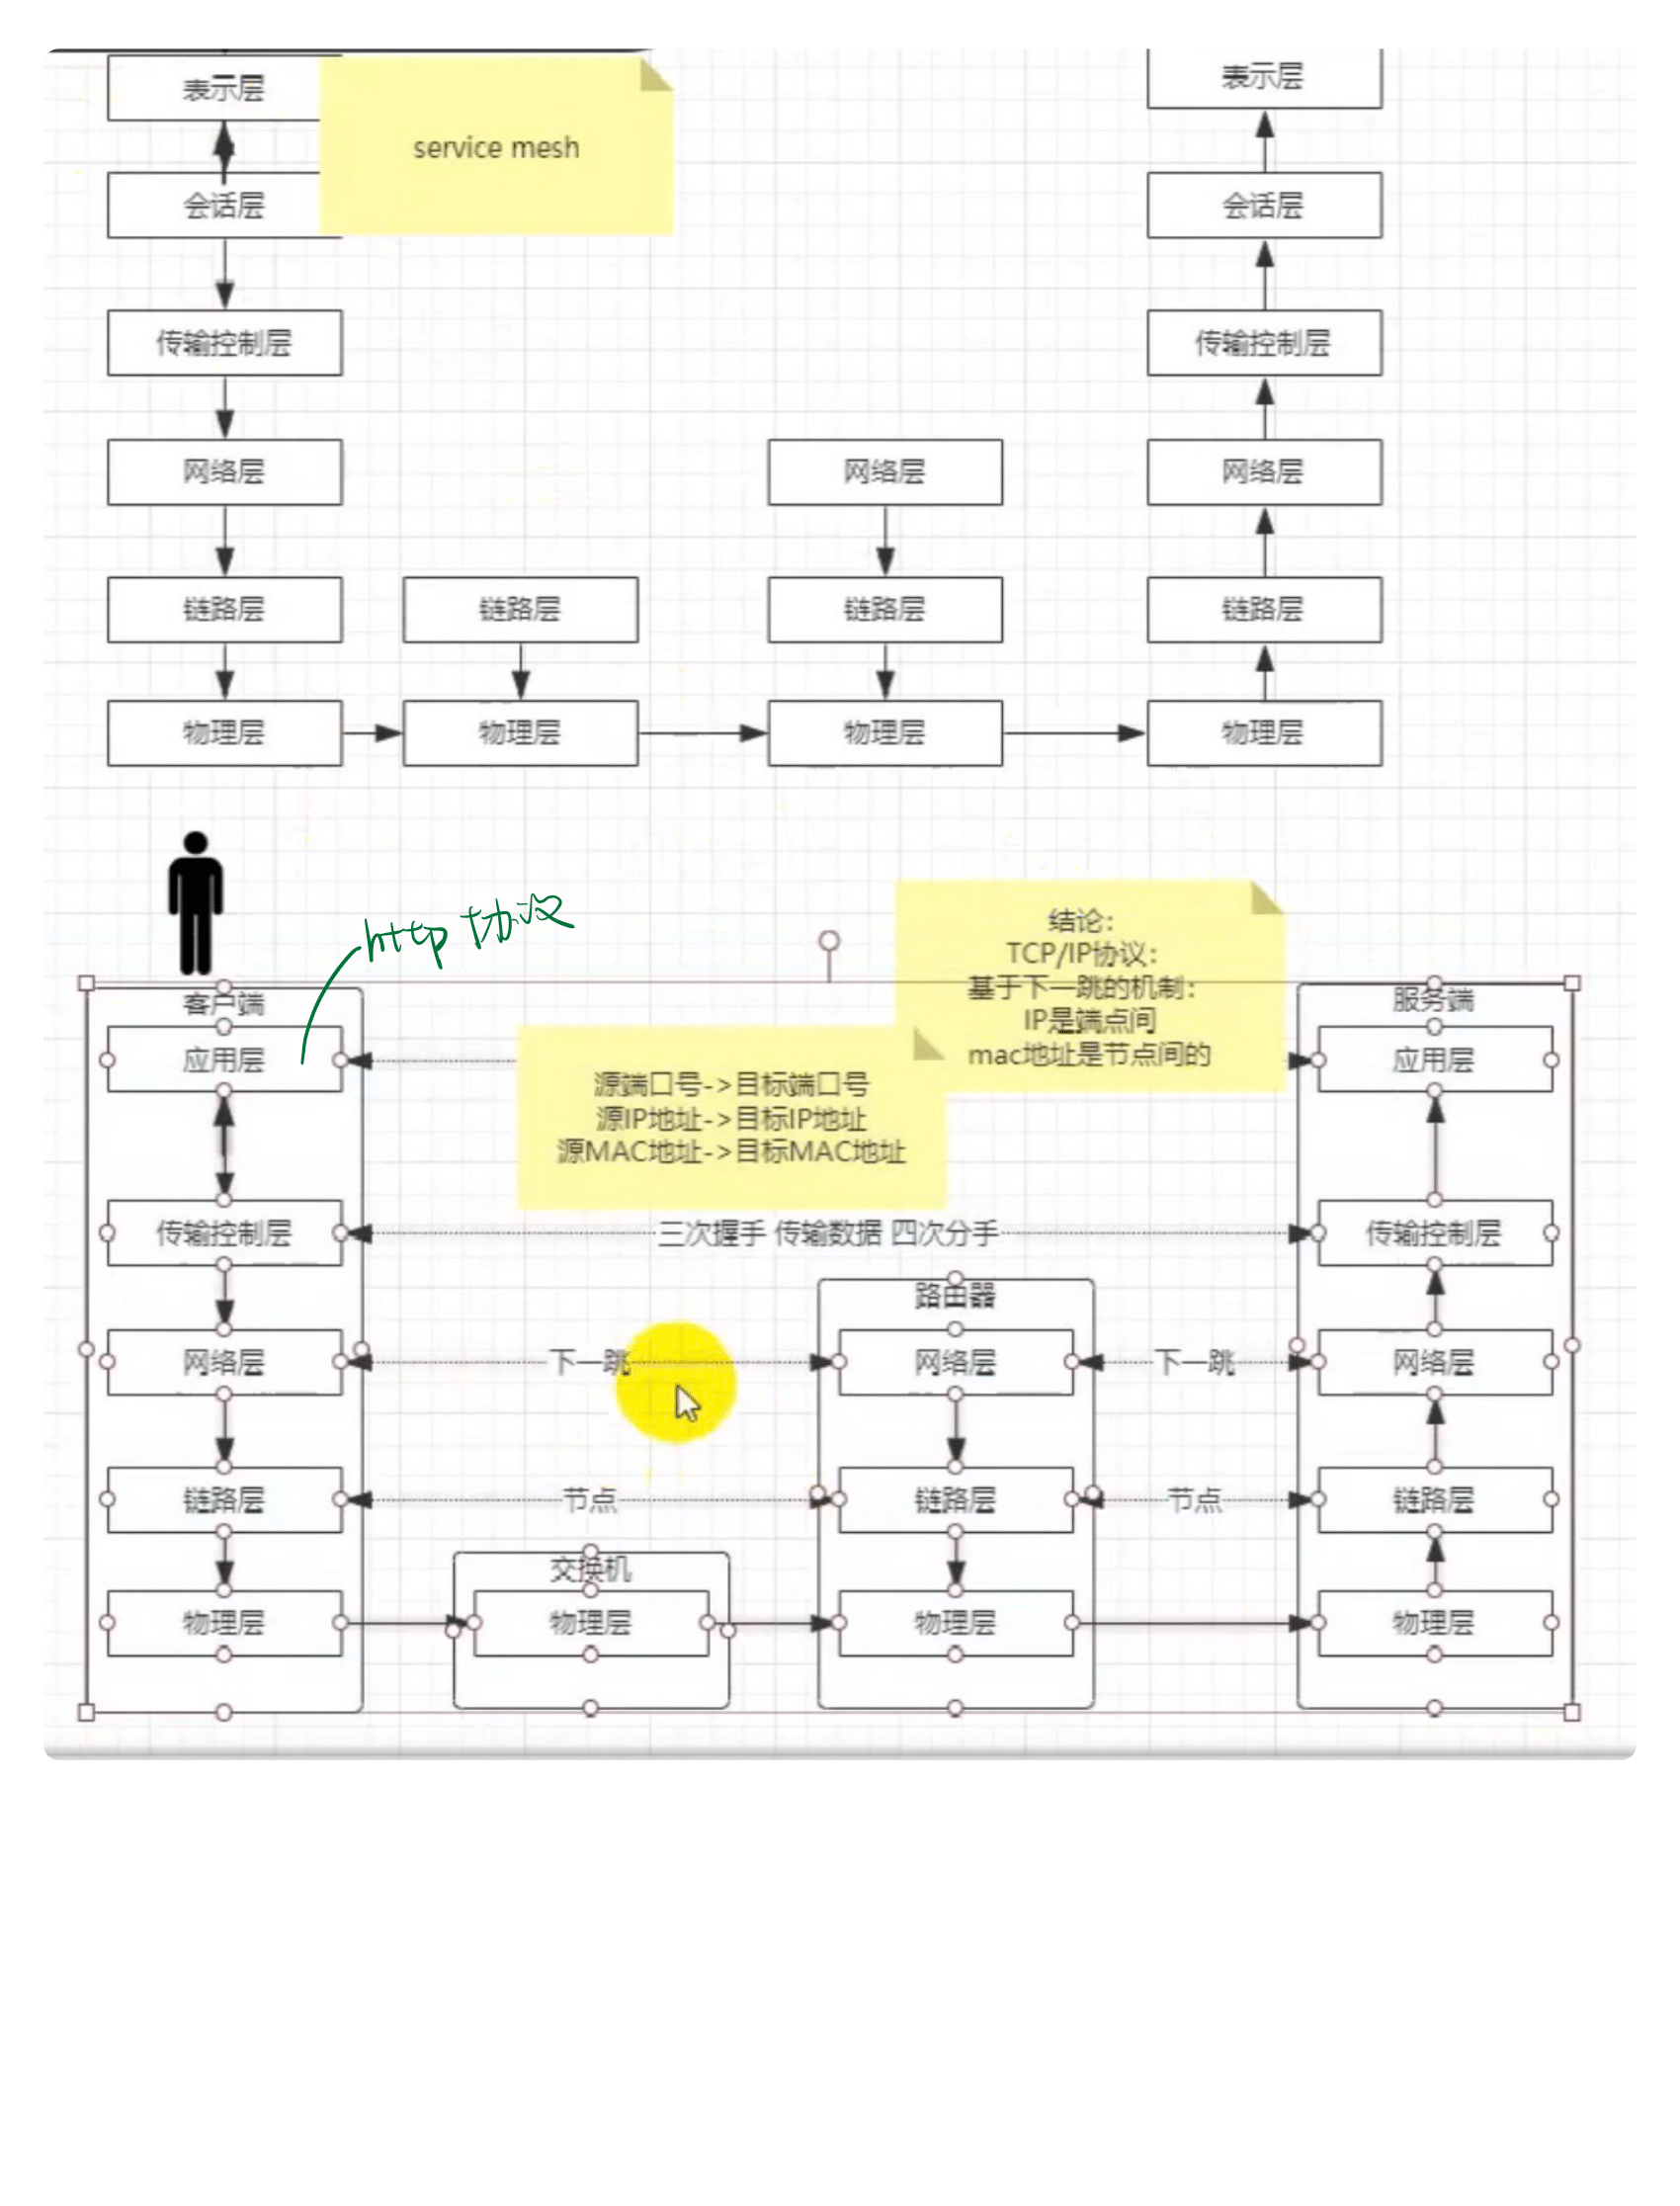 表示层
service mesh
表示层
会话层
会话层
传输控制层
传输控制层
网络层
网络层
网络层
链路层
链路层
链路层
链路层
物理层
物理层
物理层
物理层
http 协议
结论：
TCP/IP协议：
基于下一跳的机制：
IP是端点间
mac地址是节点间的
客户端
服务端
应用层
应用层
源端口号->目标端口号
源IP地址->目标IP地址
源MAC地址->目标MAC地址
传输控制层
三次握手 传输数据 四次分手
传输控制层
路由器
网络层
下一跳
网络层
下一跳
网络层
链路层
节点
链路层
节点
链路层
交换机
物理层
物理层
物理层
物理层